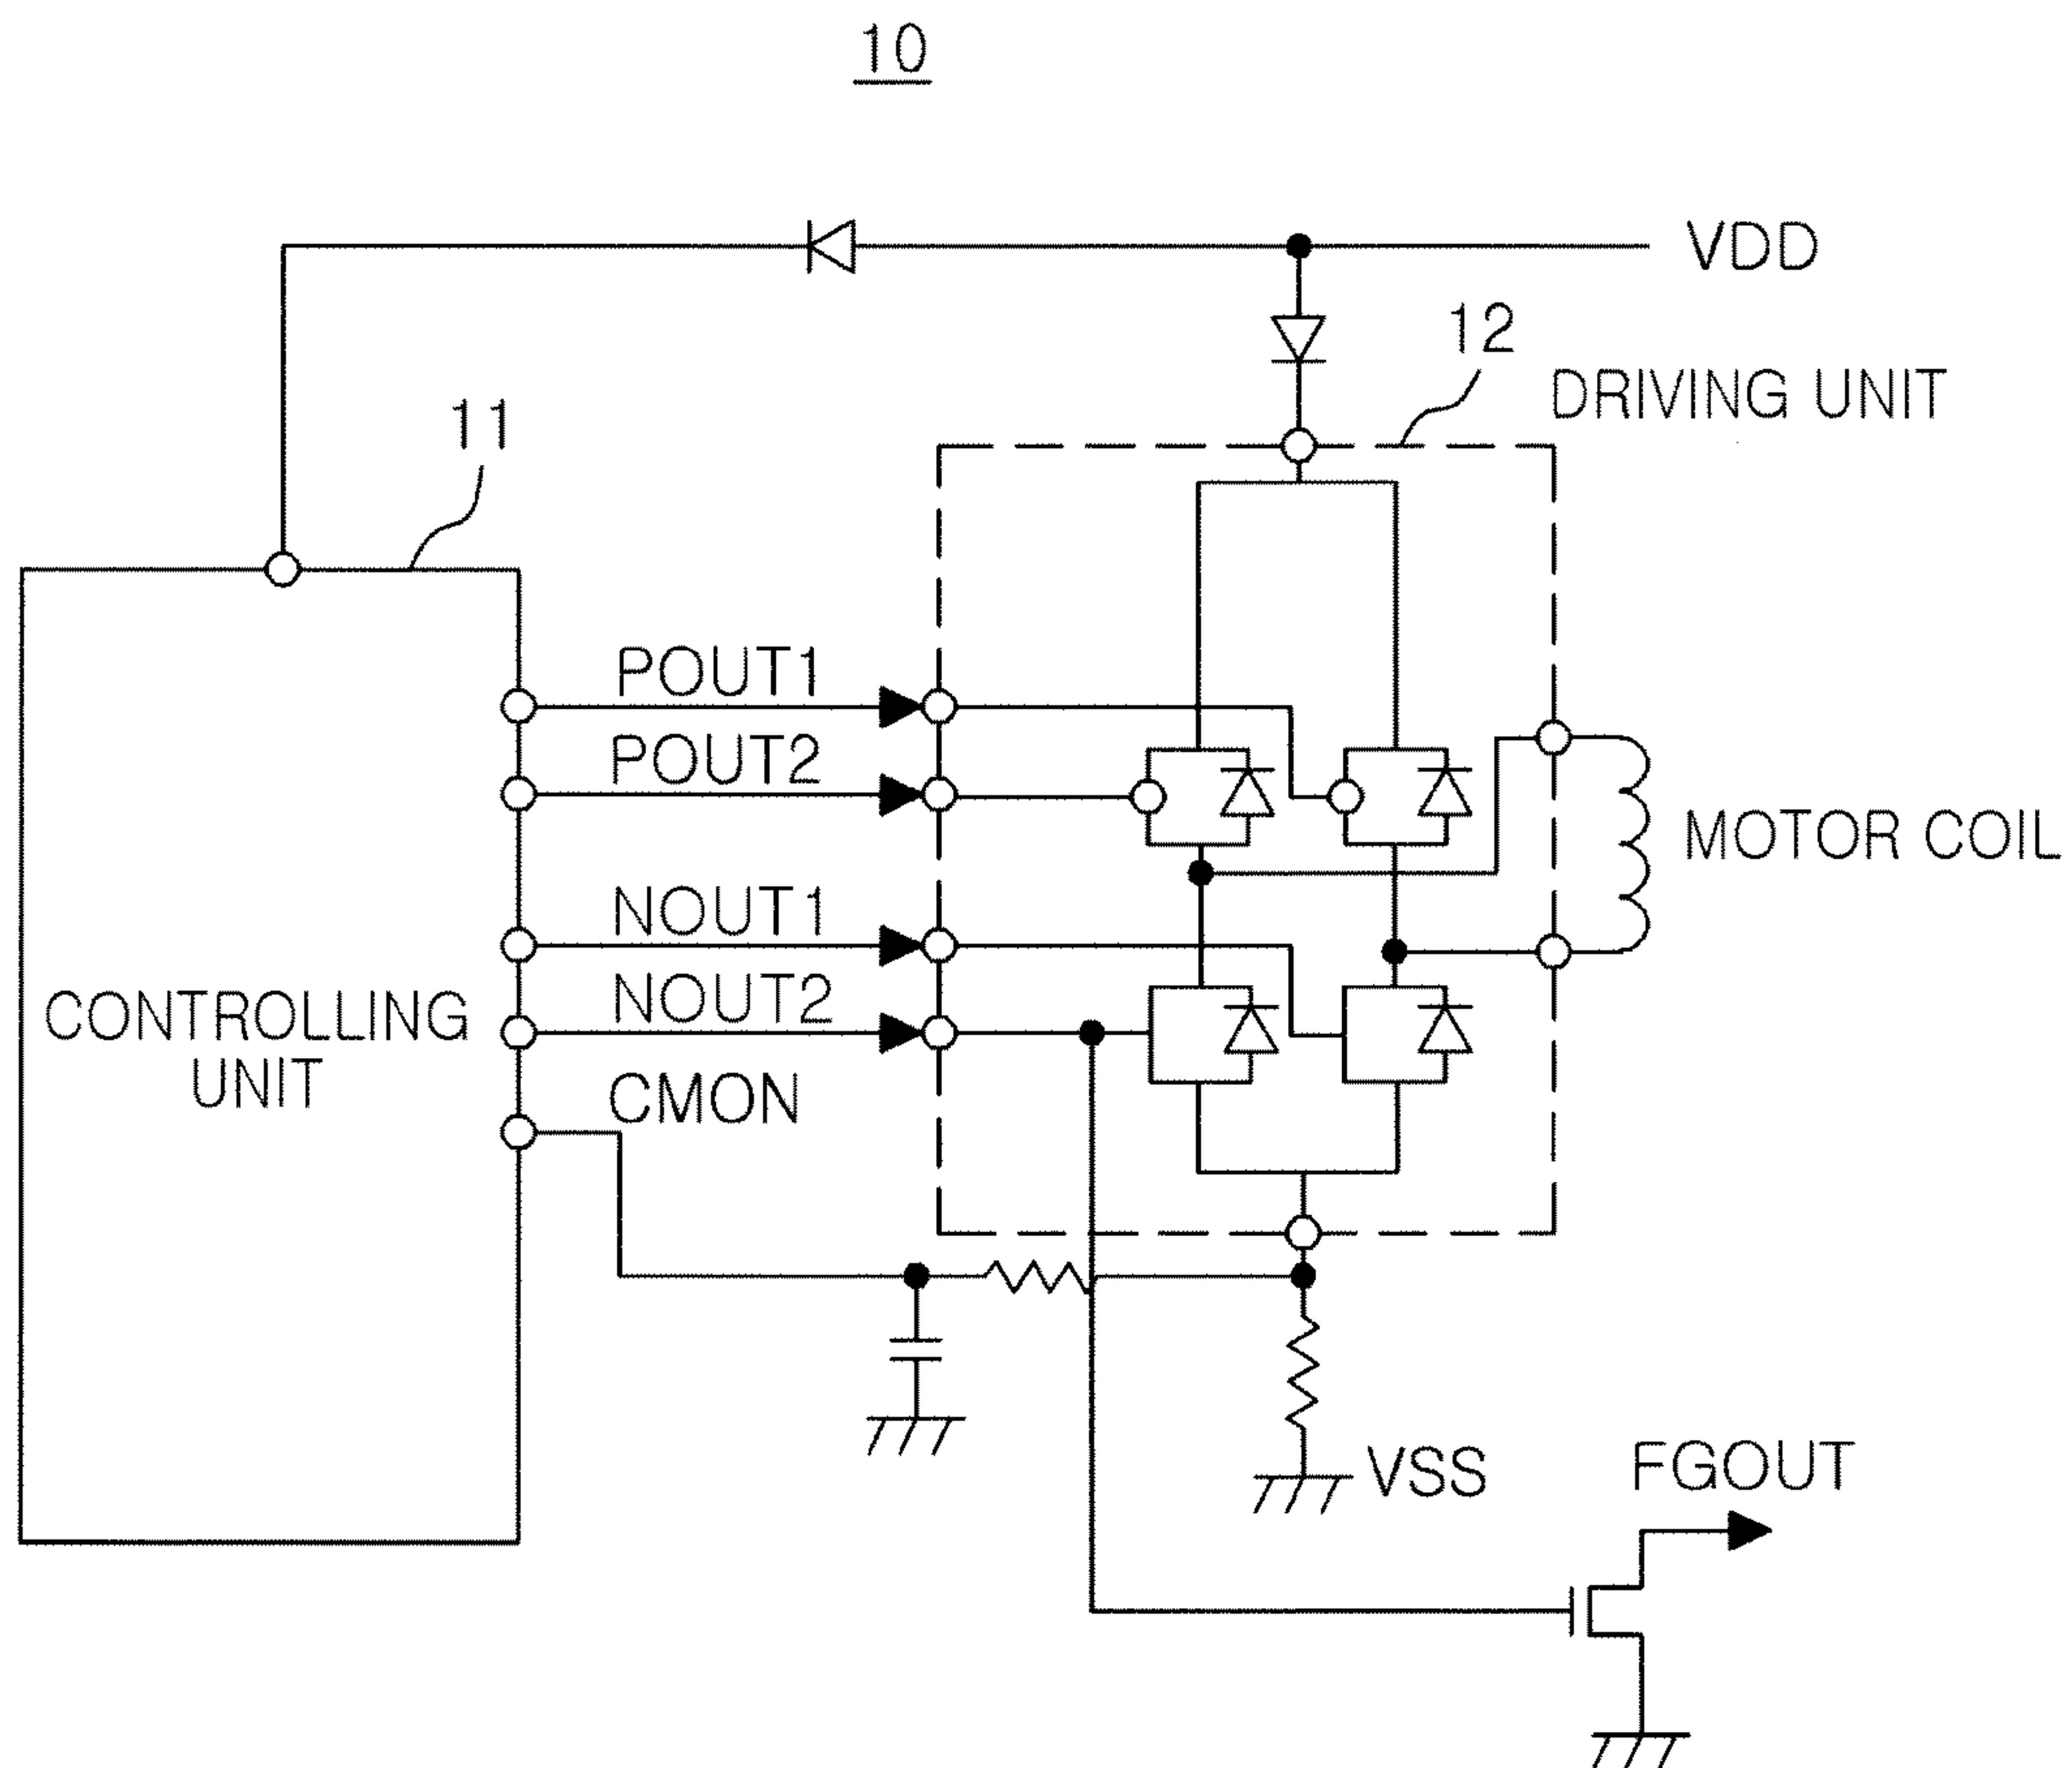 10
VDD
12
DRIVING UNIT
11
POUT1
POUT2
MOTOR COIL
NOUT1
NOUT2
CONTROLLING
UNIT
CMON
VSS
FGOUT